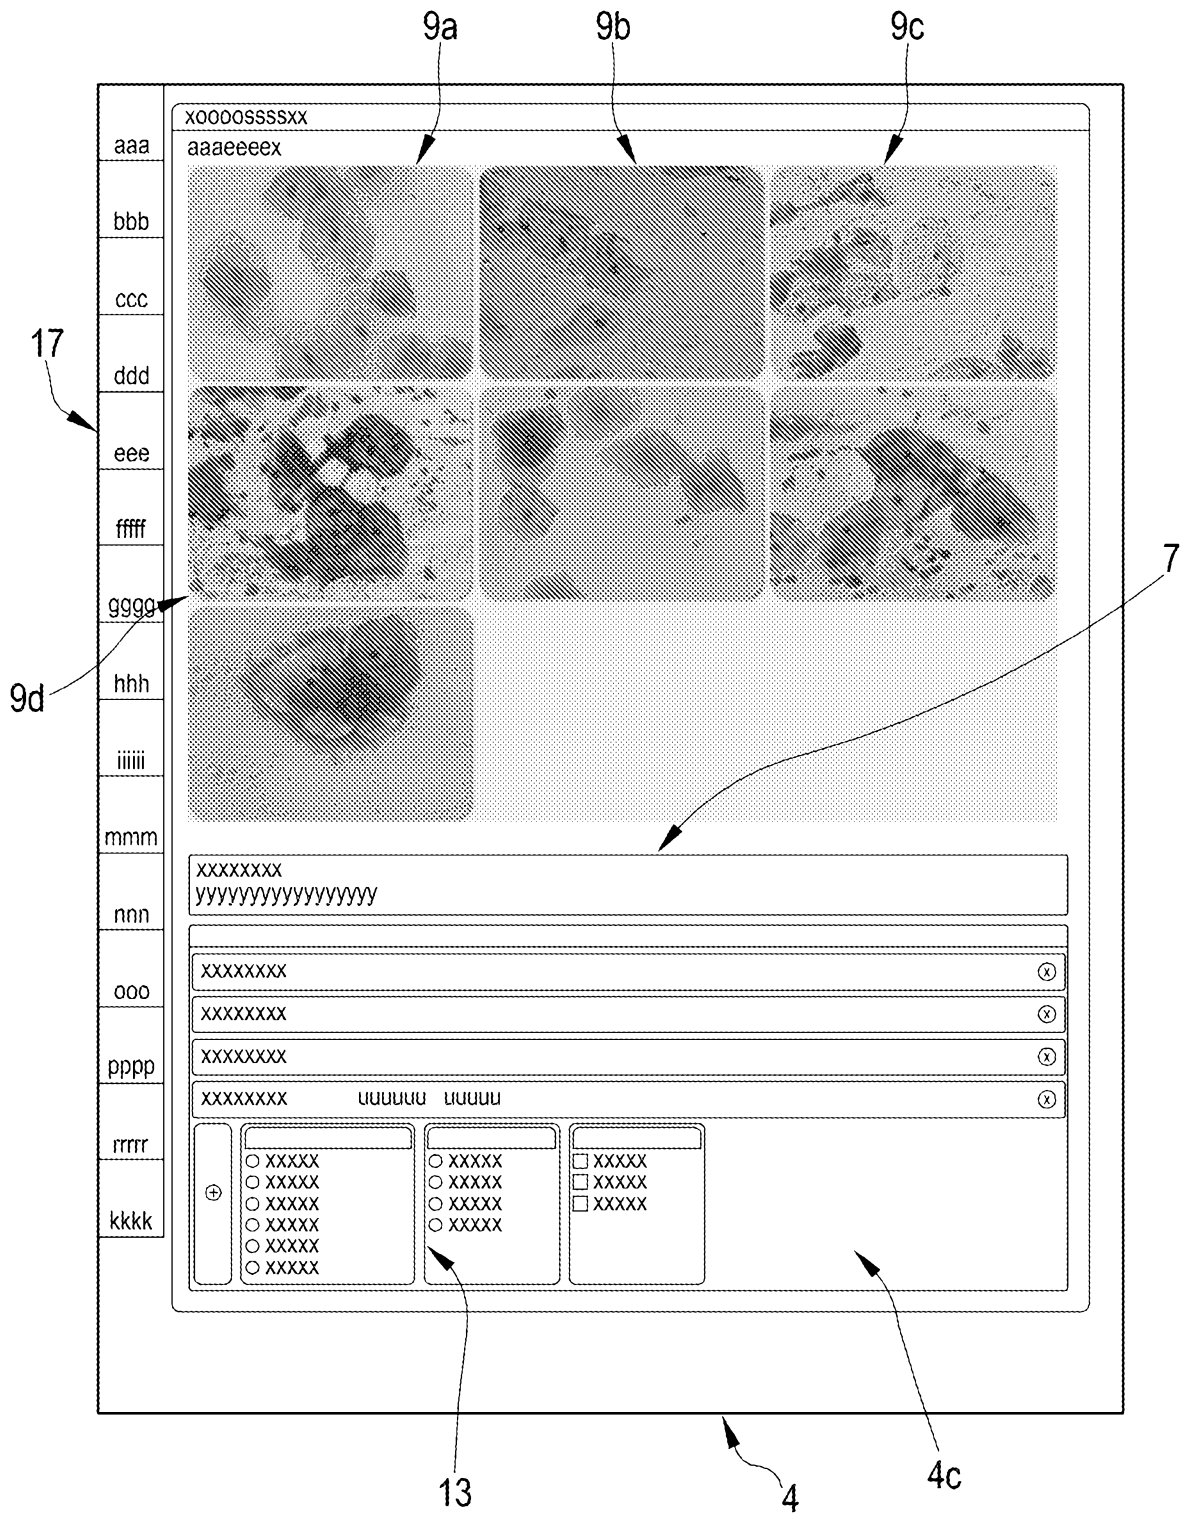 9a 9b 9c
xoooossssxx
aaaeeeex
aaa
bbb
ccc
ddd
17
eee
fffff
gggg
7
9d
hhh
iiiiii
mmm
nnn
ooo
pppp
rrrrr
kkkk
xxxxxxxx
yyyyyyyyyyyyyyyyy
xxxxxxxx x
xxxxxxxx x
xxxxxxxx x
xxxxxxxx uuuuuu uuuuu x
+
xxxxx
xxxxx
xxxxx
xxxxx
xxxxx
xxxxx
xxxxx
xxxxx
xxxxx
xxxxx
xxxxx
xxxxx
xxxxx
13
4
4c